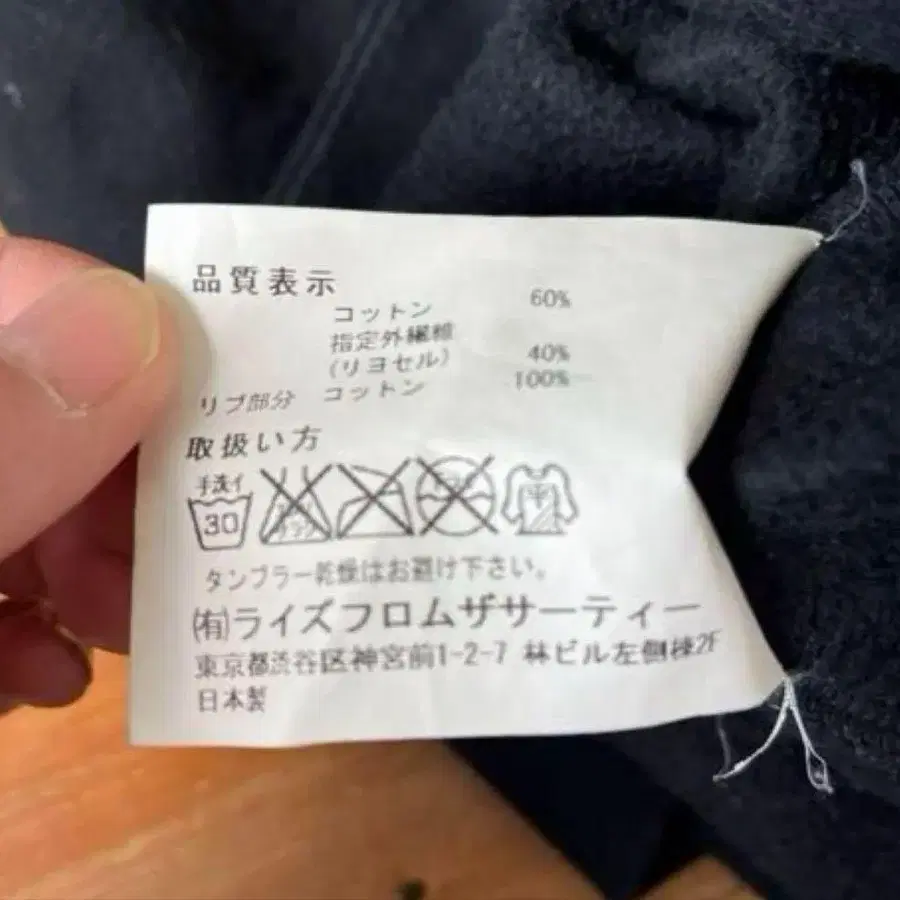 品質表示
コットン 60%
指定外繊維
(リヨセル) 40%
リブ部分 コットン 100%
取扱い方
手洗イ
30
平
タンブラー乾燥はお避け下さい。
(有)ライズフロムザサーティー
東京都渋谷区神宮前1-2-7 林ビル左側棟2F
日本製